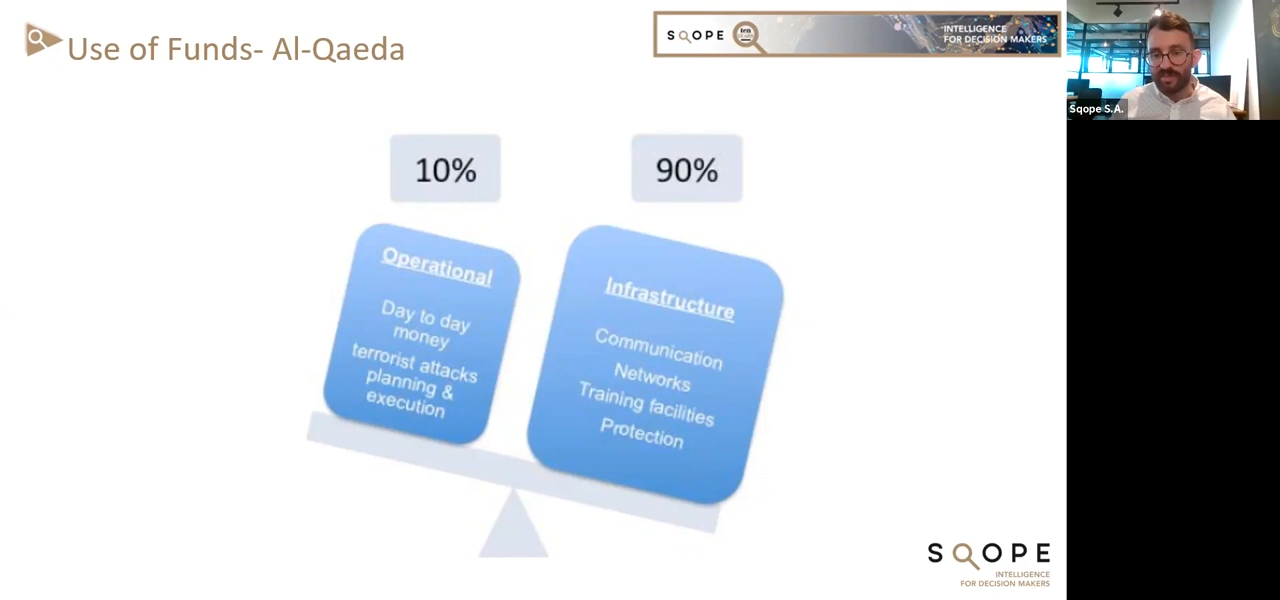 Use of Funds- Al-Qaeda
SQOPE
ten
INTELLIGENCE
FOR DECISION MAKERS
Sqope S.A.
10%
90%
Operational
Day to day
money
terrorist attacks
planning &
execution
Infrastructure
Communication
Networks
Training facilities
Protection
SQOPE
INTELLIGENCE
FOR DECISION MAKERS